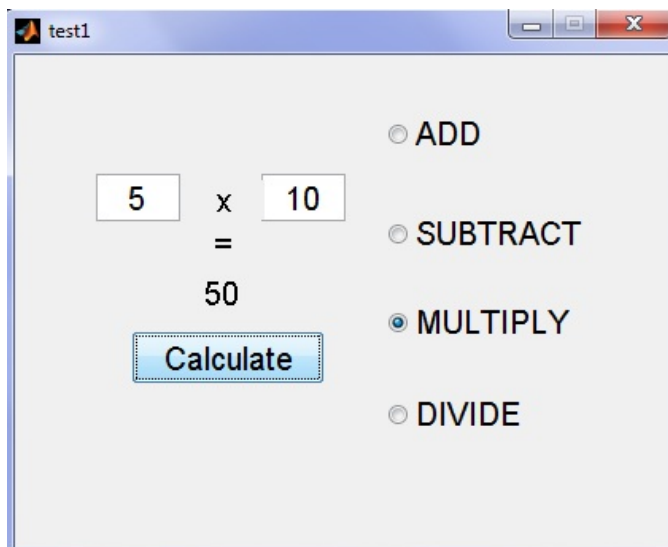 test1
ADD
5 x 10
=
SUBTRACT
50
MULTIPLY
Calculate
DIVIDE